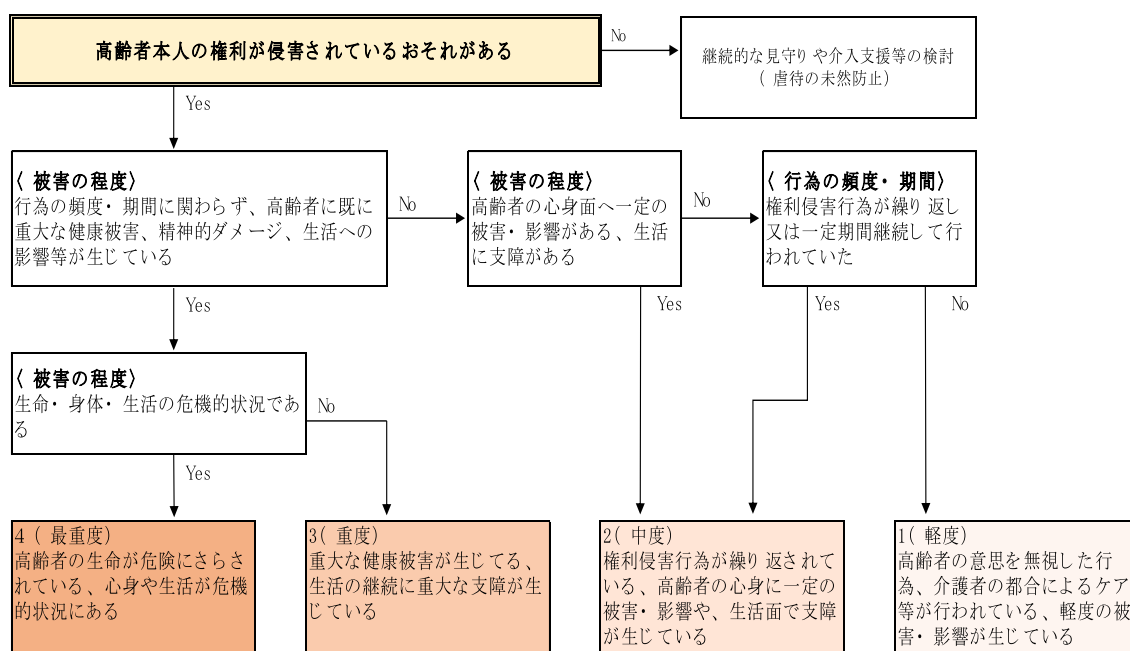 高齢者本人の権利が侵害されているおそれがある
No
継続的な見守りや介入支援等の検討
（虐待の未然防止）
Yes
〈被害の程度〉
行為の頻度・期間に関わらず、高齢者に既に
重大な健康被害、精神的ダメージ、生活への
影響等が生じている
No
〈被害の程度〉
高齢者の心身面へ一定の
被害・影響がある、生活
に支障がある
No
〈行為の頻度・期間〉
権利侵害行為が繰り返し
又は一定期間継続して行
われていた
Yes
Yes
Yes
No
〈被害の程度〉
生命・身体・生活の危機的状況であ
る
No
Yes
4（最重度）
高齢者の生命が危険にさらさ
れている、心身や生活が危機
的状況にある
3（重度）
重大な健康被害が生じてる、
生活の継続に重大な支障が生
じている
2（中度）
権利侵害行為が繰り返されて
いる、高齢者の心身に一定の
被害・影響や、生活面で支障
が生じている
1（軽度）
高齢者の意思を無視した行
為、介護者の都合によるケア
等が行われている、軽度の被
害・影響が生じている